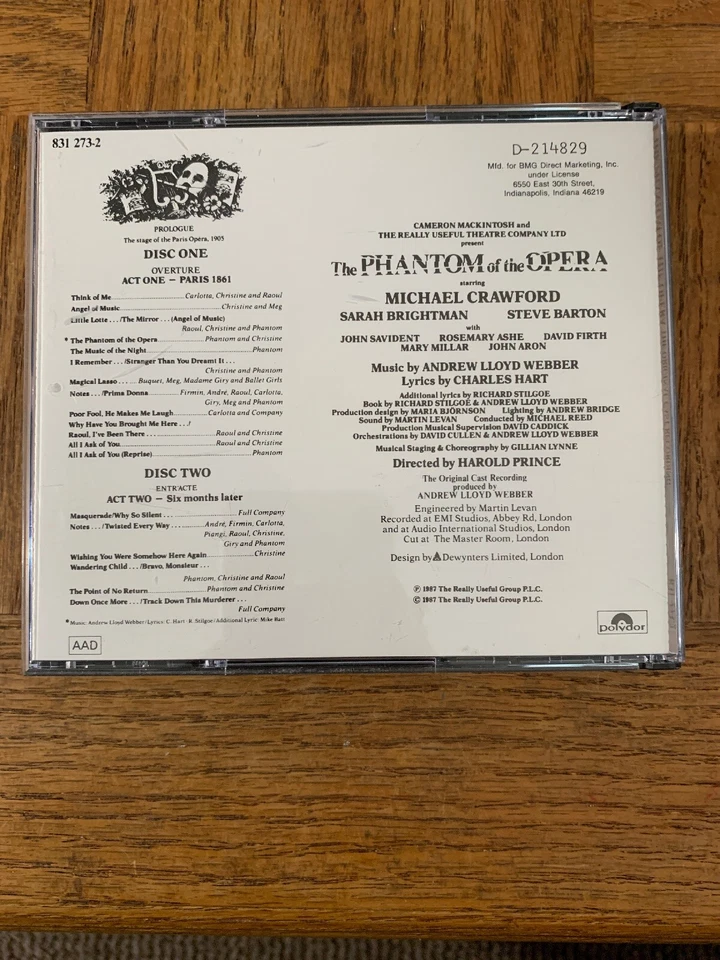 831 273-2
PROLOGUE
The stage of the Paris Opéra, 1905
DISC ONE
OVERTURE
ACT ONE – PARIS 1861
Think of Me ... Carlotta, Christine and Raoul
Angel of Music ... Christine and Meg
Little Lotte . . . /The Mirror . . . (Angel of Music)
Raoul, Christine and Phantom
* The Phantom of the Opera ... Phantom and Christine
The Music of the Night ... Phantom
I Remember . . . /Stranger Than You Dreamt It . . .
Christine and Phantom
Magical Lasso ... Buquet, Meg, Madame Giry and Ballet Girls
Notes . . . /Prima Donna ... Firmin, André, Raoul, Carlotta,
Giry, Meg and Phantom
Poor Fool, He Makes Me Laugh ... Carlotta and Company
Why Have You Brought Me Here . . . /
Raoul, I've Been There ... Raoul and Christine
All I Ask of You ... Raoul and Christine
All I Ask of You (Reprise) ... Phantom
DISC TWO
ENTR'ACTE
ACT TWO – Six months later
Masquerade/Why So Silent . . . Full Company
Notes . . . /Twisted Every Way . . . André, Firmin, Carlotta,
Piangi, Raoul, Christine,
Giry and Phantom
Wishing You Were Somehow Here Again ... Christine
Wandering Child . . . /Bravo, Monsieur . . .
Phantom, Christine and Raoul
The Point of No Return ... Phantom and Christine
Down Once More . . . /Track Down This Murderer . . .
Full Company
* Music: Andrew Lloyd Webber/Lyrics: C. Hart - R. Stilgoe/Additional Lyric: Mike Batt
AAD
D-214829
Mfd. for BMG Direct Marketing, Inc.
under License
6550 East 30th Street,
Indianapolis, Indiana 46219
CAMERON MACKINTOSH and
THE REALLY USEFUL THEATRE COMPANY LTD
present
The PHANTOM of the OPERA
starring
MICHAEL CRAWFORD
SARAH BRIGHTMAN STEVE BARTON
with
JOHN SAVIDENT ROSEMARY ASHE DAVID FIRTH
MARY MILLAR JOHN ARON
Music by ANDREW LLOYD WEBBER
Lyrics by CHARLES HART
Additional lyrics by RICHARD STILGOE
Book by RICHARD STILGOE & ANDREW LLOYD WEBBER
Production design by MARIA BJÖRNSON Lighting by ANDREW BRIDGE
Sound by MARTIN LEVAN Conducted by MICHAEL REED
Production Musical Supervision DAVID CADDICK
Orchestrations by DAVID CULLEN & ANDREW LLOYD WEBBER
Musical Staging & Choreography by GILLIAN LYNNE
Directed by HAROLD PRINCE
The Original Cast Recording
produced by
ANDREW LLOYD WEBBER
Engineered by Martin Levan
Recorded at EMI Studios, Abbey Rd, London
and at Audio International Studios, London
Cut at The Master Room, London
Design by Dewynters Limited, London
℗ 1987 The Really Useful Group P.L.C.
© 1987 The Really Useful Group P.L.C.
Polydor